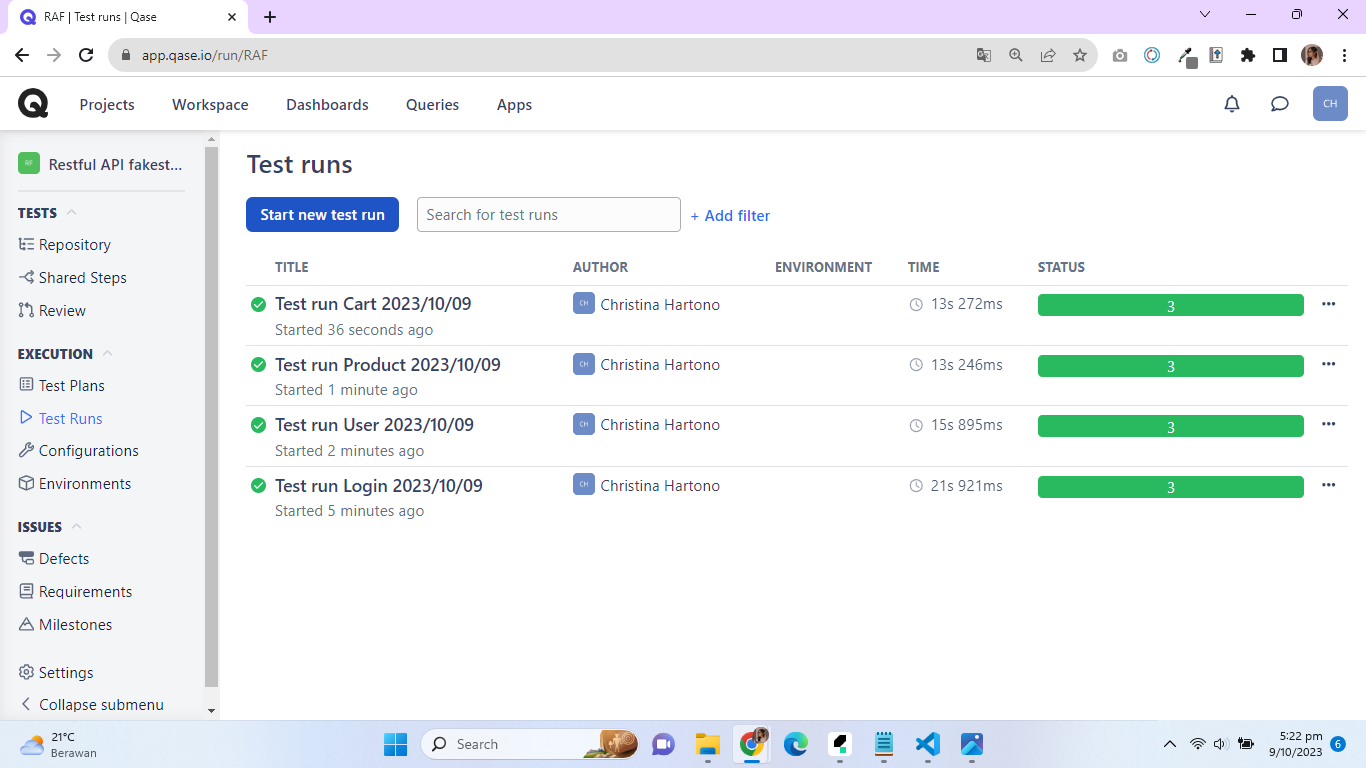 RAF | Test runs | Qase
app.qase.io/run/RAF
Projects Workspace Dashboards Queries Apps CH
RF Restful API fakest...
TESTS
Repository
Shared Steps
Review
EXECUTION
Test Plans
Test Runs
Configurations
Environments
ISSUES
Defects
Requirements
Milestones
Settings
Collapse submenu
Test runs
Start new test run Search for test runs + Add filter
TITLE AUTHOR ENVIRONMENT TIME STATUS
Test run Cart 2023/10/09 CH Christina Hartono 13s 272ms 3
Started 36 seconds ago
Test run Product 2023/10/09 CH Christina Hartono 13s 246ms 3
Started 1 minute ago
Test run User 2023/10/09 CH Christina Hartono 15s 895ms 3
Started 2 minutes ago
Test run Login 2023/10/09 CH Christina Hartono 21s 921ms 3
Started 5 minutes ago
21°C
Berawan
Search
5:22 pm
9/10/2023
6